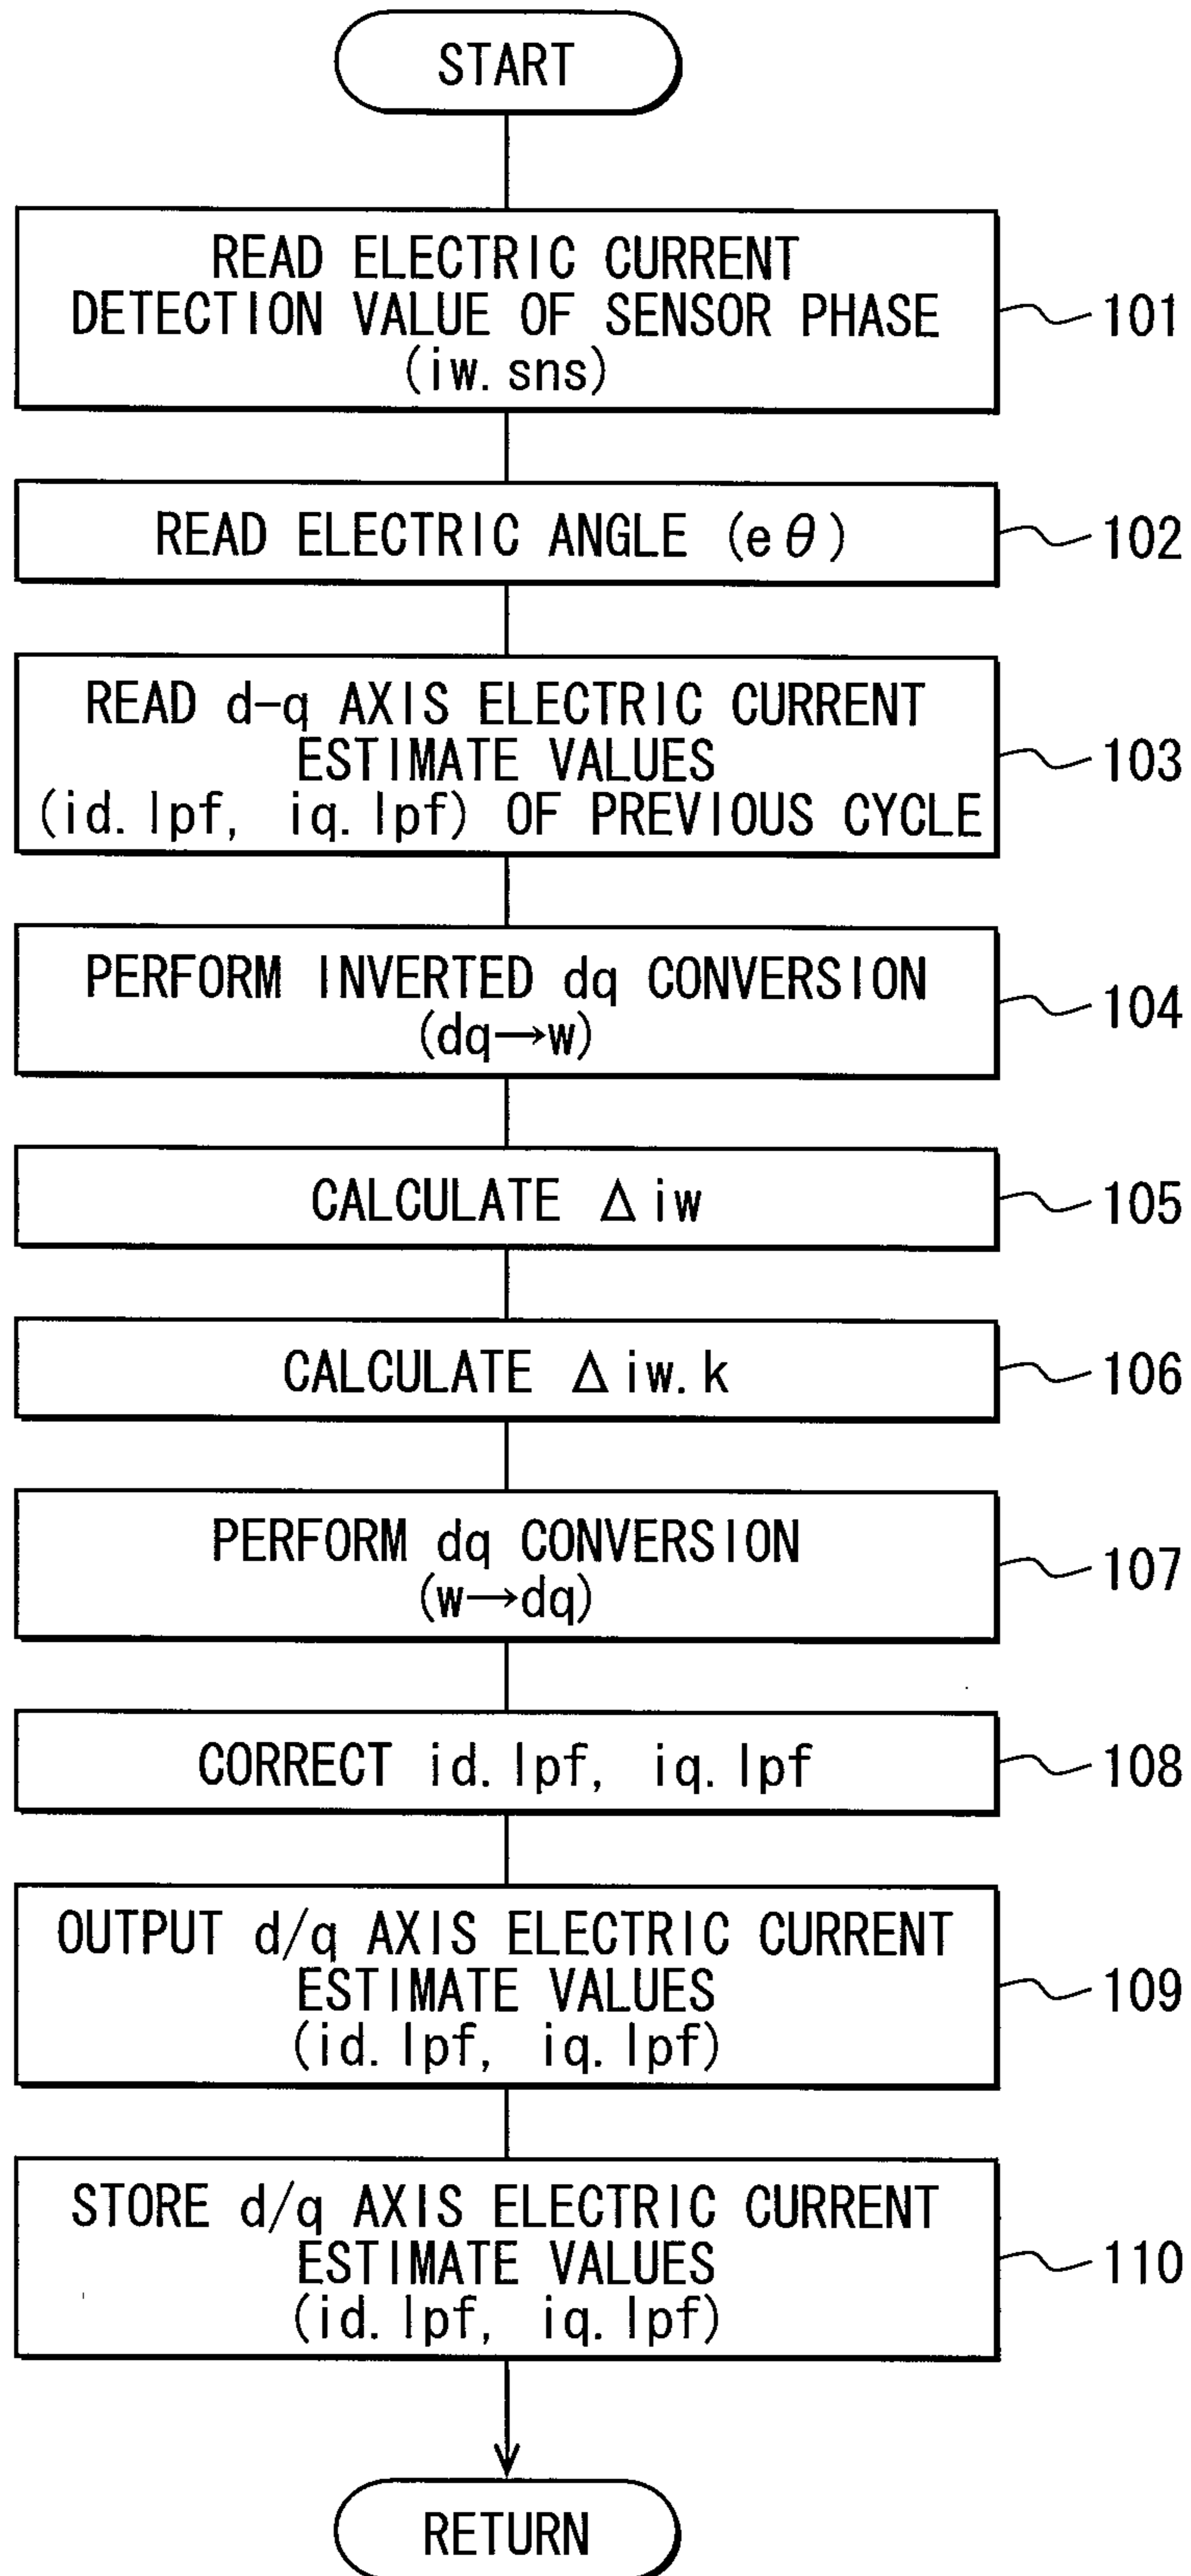 START
READ ELECTRIC CURRENT
DETECTION VALUE OF SENSOR PHASE
(iw.sns)
101
READ ELECTRIC ANGLE (eθ)
102
READ d-q AXIS ELECTRIC CURRENT
ESTIMATE VALUES
(id.lpf, iq.lpf) OF PREVIOUS CYCLE
103
PERFORM INVERTED dq CONVERSION
(dq→w)
104
CALCULATE Δiw
105
CALCULATE Δiw.k
106
PERFORM dq CONVERSION
(w→dq)
107
CORRECT id.lpf, iq.lpf
108
OUTPUT d/q AXIS ELECTRIC CURRENT
ESTIMATE VALUES
(id.lpf, iq.lpf)
109
STORE d/q AXIS ELECTRIC CURRENT
ESTIMATE VALUES
(id.lpf, iq.lpf)
110
RETURN